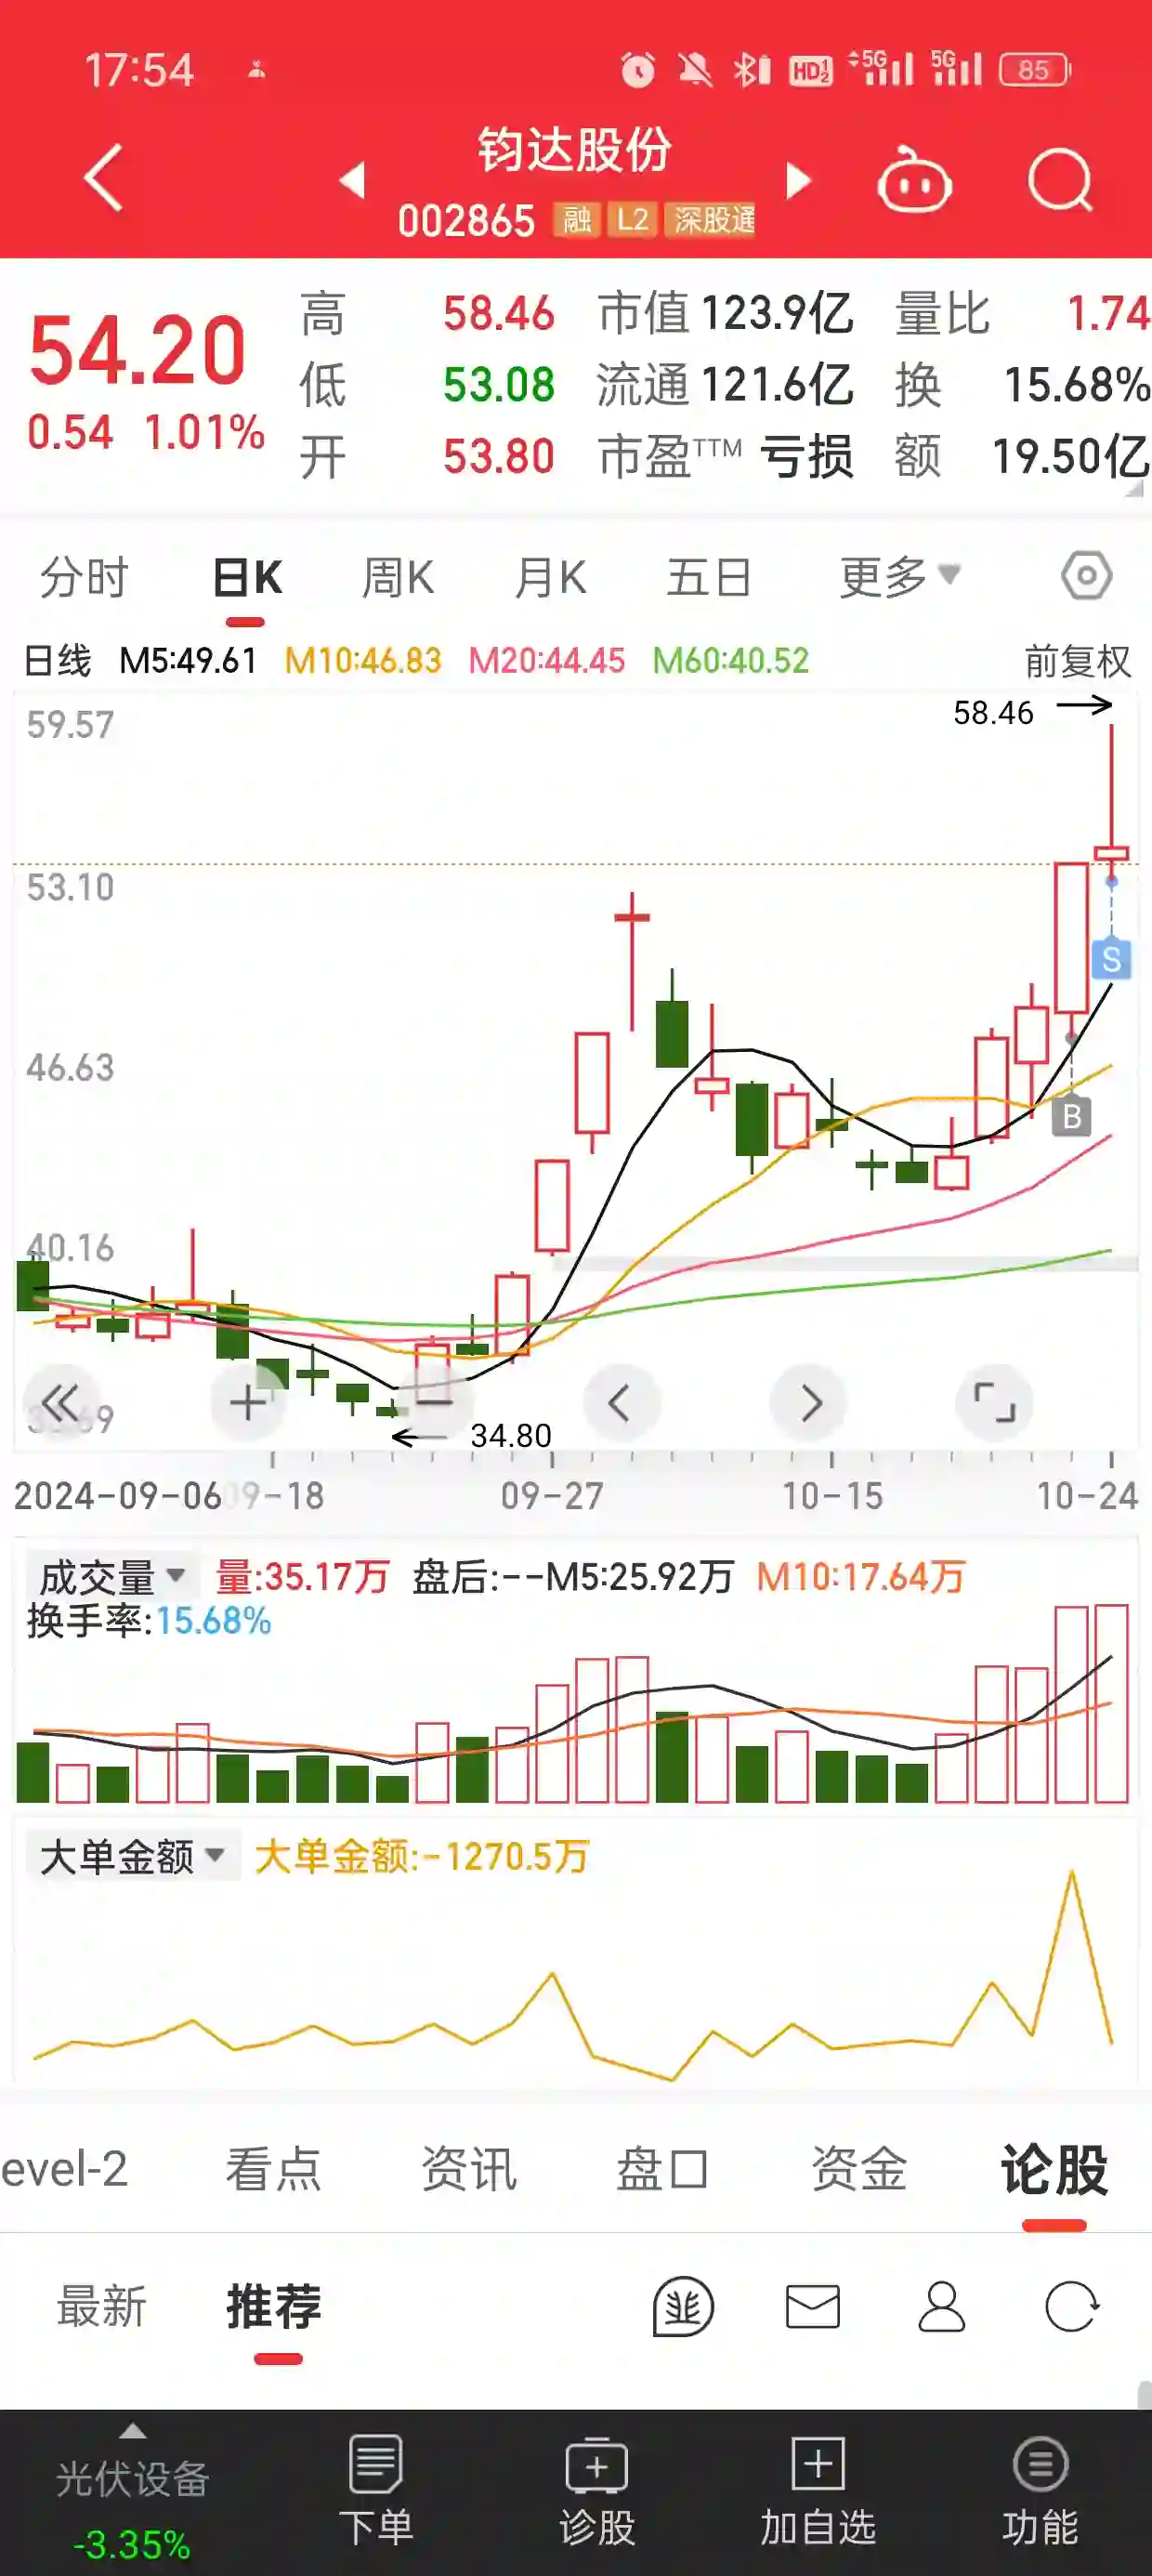 17:54
HD 1 2 5G 5G 85
钧达股份
002865 融 L2 深股通
54.20
0.54 1.01%
高 58.46 市值 123.9亿 量比 1.74
低 53.08 流通 121.6亿 换 15.68%
开 53.80 市盈TTM 亏损 额 19.50亿
分时 日K 周K 月K 五日 更多
日线 M5:49.61 M10:46.83 M20:44.45 M60:40.52 前复权
58.46
59.57
53.10
S
46.63
B
40.16
34.80
2024-09-06 09-18 09-27 10-15 10-24
成交量 量:35.17万 盘后:--M5:25.92万 M10:17.64万
换手率:15.68%
大单金额 大单金额:-1270.5万
evel-2 看点 资讯 盘口 资金 论股
最新 推荐
光伏设备 下单 诊股 加自选 功能
-3.35%